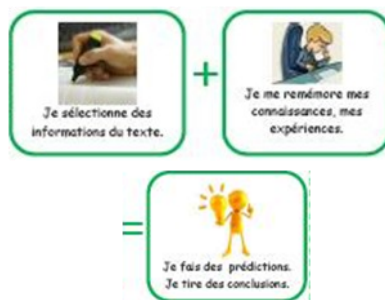 Je sélectionne des
informations du texte.
+
Je me remémore mes
connaissances, mes
expériences.
=
Je fais des prédictions.
Je tire des conclusions.